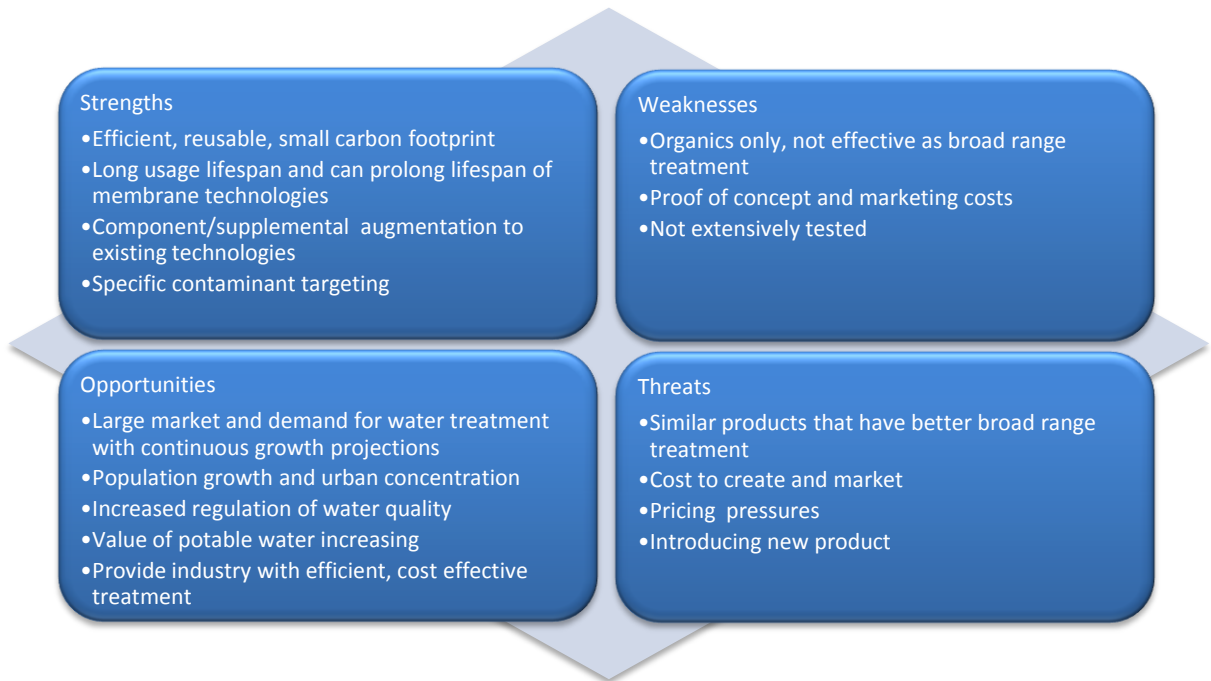 Strengths
•Efficient, reusable, small carbon footprint
•Long usage lifespan and can prolong lifespan of
membrane technologies
•Component/supplemental  augmentation to
existing technologies
•Specific contaminant targeting
Weaknesses
•Organics only, not effective as broad range
treatment
•Proof of concept and marketing costs
•Not extensively tested
Opportunities
•Large market and demand for water treatment
with continuous growth projections
•Population growth and urban concentration
•Increased regulation of water quality
•Value of potable water increasing
•Provide industry with efficient, cost effective
treatment
Threats
•Similar products that have better broad range
treatment
•Cost to create and market
•Pricing  pressures
•Introducing new product